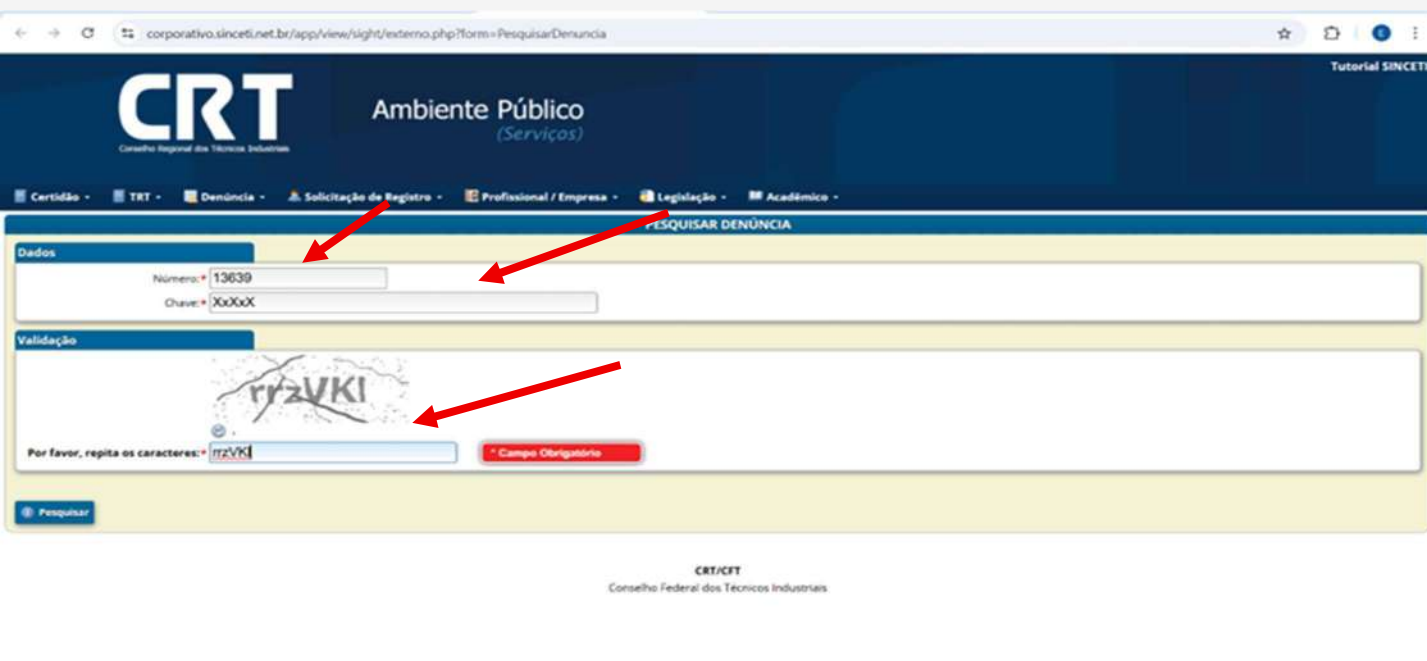 corporativo.sinceti.net.br/app/view/sight/externo.php?form=PesquisarDenuncia
Tutorial SINCETI
CRT
Conselho Regional dos Técnicos Industriais
Ambiente Público
(Serviços)
Certidão - TRT - Denúncia - Solicitação de Registro - Profissional / Empresa - Legislação - Acadêmico -
PESQUISAR DENÚNCIA
Dados
Número:* 13639
Chave:* XxXxX
Validação
rrzVKl
Por favor, repita os caracteres:* rrzVKl
* Campo Obrigatório
Pesquisar
CRT/CFT
Conselho Federal dos Técnicos Industriais